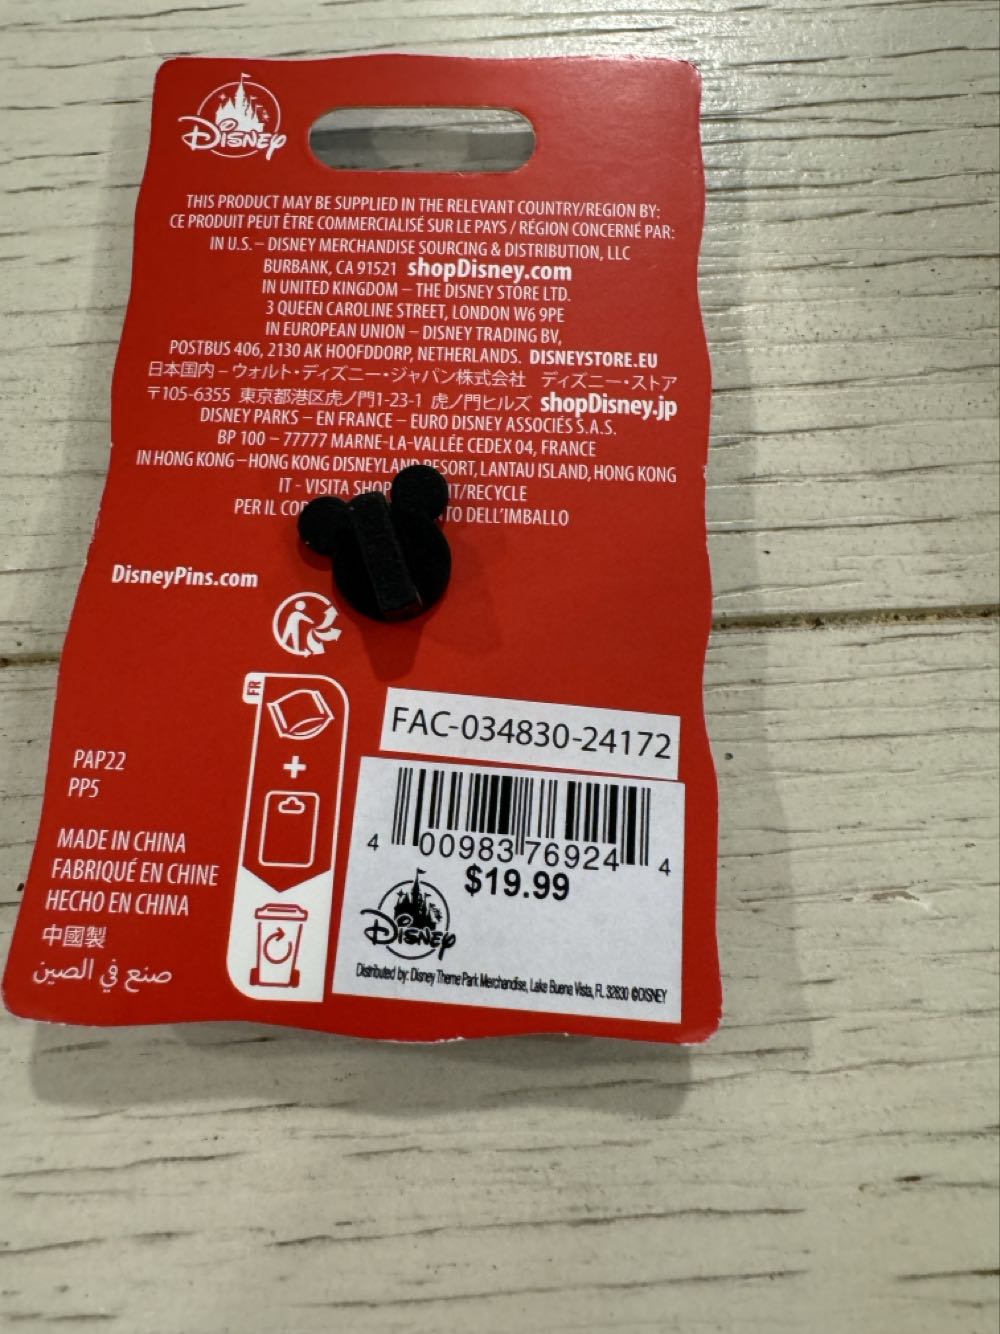 Disney
THIS PRODUCT MAY BE SUPPLIED IN THE RELEVANT COUNTRY/REGION BY:
CE PRODUIT PEUT ÊTRE COMMERCIALISÉ SUR LE PAYS / RÉGION CONCERNÉ PAR:
IN U.S. – DISNEY MERCHANDISE SOURCING & DISTRIBUTION, LLC
BURBANK, CA 91521 shopDisney.com
IN UNITED KINGDOM – THE DISNEY STORE LTD.
3 QUEEN CAROLINE STREET, LONDON W6 9PE
IN EUROPEAN UNION – DISNEY TRADING BV,
POSTBUS 406, 2130 AK HOOFDDORP, NETHERLANDS. DISNEYSTORE.EU
日本国内 – ウォルト・ディズニー・ジャパン株式会社 ディズニー・ストア
〒105-6355 東京都港区虎ノ門1-23-1 虎ノ門ヒルズ shopDisney.jp
DISNEY PARKS – EN FRANCE – EURO DISNEY ASSOCIÉS S.A.S.
BP 100 – 77777 MARNE-LA-VALLÉE CEDEX 04, FRANCE
IN HONG KONG – HONG KONG DISNEYLAND RESORT, LANTAU ISLAND, HONG KONG
IT - VISITA IT/RECYCLE
PER IL DELL'IMBALLO
DisneyPins.com
FR
FAC-034830-24172
PAP22
PP5
MADE IN CHINA
FABRIQUÉ EN CHINE
HECHO EN CHINA
中國製
صنع في الصين
4 00983 76924 4
$19.99
Disney
Distributed by: Disney Theme Park Merchandise, Lake Buena Vista, FL 32830 ©DISNEY